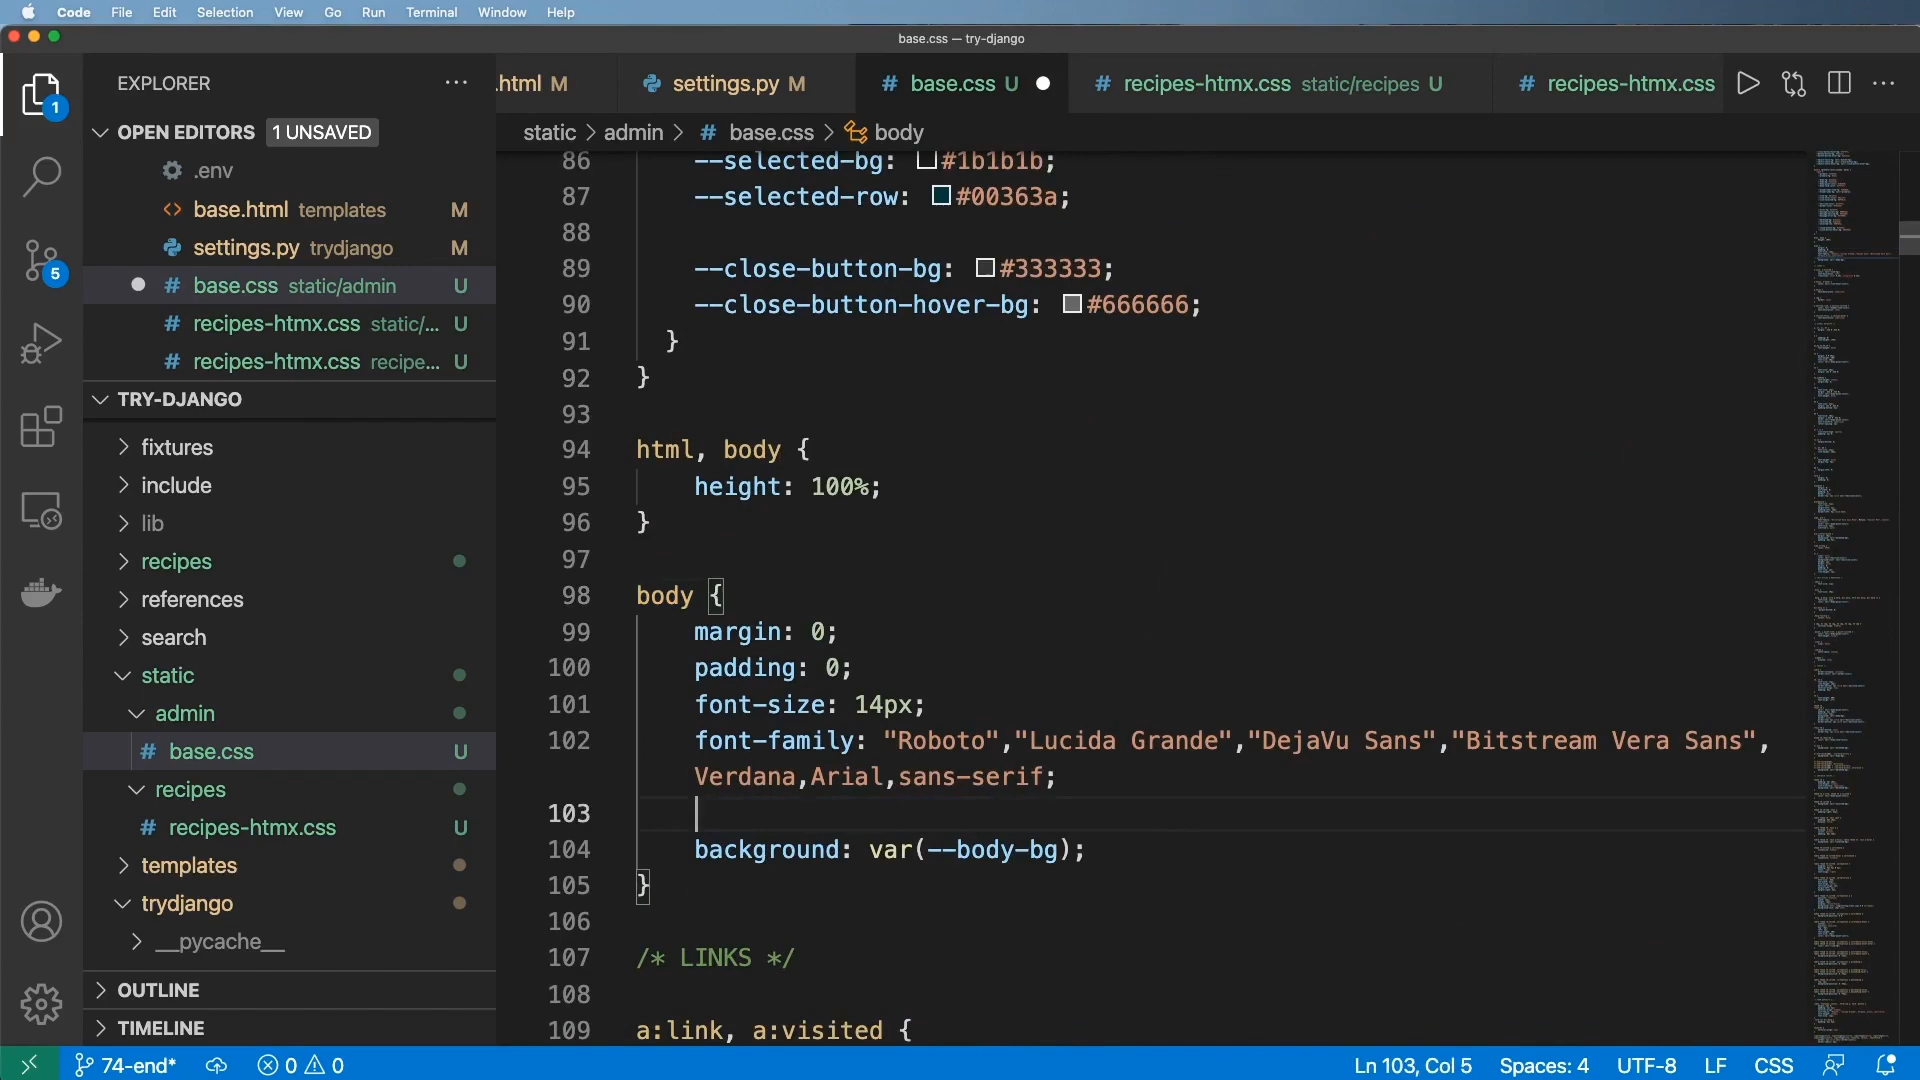 Code File Edit Selection View Go Run Terminal Window Help
base.css — try-django
EXPLORER
.html M
settings.py M
# base.css U
# recipes-htmx.css static/recipes U
# recipes-htmx.css
1
OPEN EDITORS 1 UNSAVED
static > admin > # base.css > body
.env
<> base.html templates M
settings.py trydjango M
# base.css static/admin U
# recipes-htmx.css static/... U
# recipes-htmx.css recipe... U
5
TRY-DJANGO
fixtures
include
lib
recipes
references
search
static
admin
# base.css U
recipes
# recipes-htmx.css U
templates
trydjango
__pycache__
OUTLINE
TIMELINE
86 --selected-bg: #1b1b1b;
87 --selected-row: #00363a;
88
89 --close-button-bg: #333333;
90 --close-button-hover-bg: #666666;
91 }
92 }
93
94 html, body {
95 height: 100%;
96 }
97
98 body {
99 margin: 0;
100 padding: 0;
101 font-size: 14px;
102 font-family: "Roboto","Lucida Grande","DejaVu Sans","Bitstream Vera Sans",
Verdana,Arial,sans-serif;
103
104 background: var(--body-bg);
105 }
106
107 /* LINKS */
108
109 a:link, a:visited {
74-end* 0 0 Ln 103, Col 5 Spaces: 4 UTF-8 LF CSS